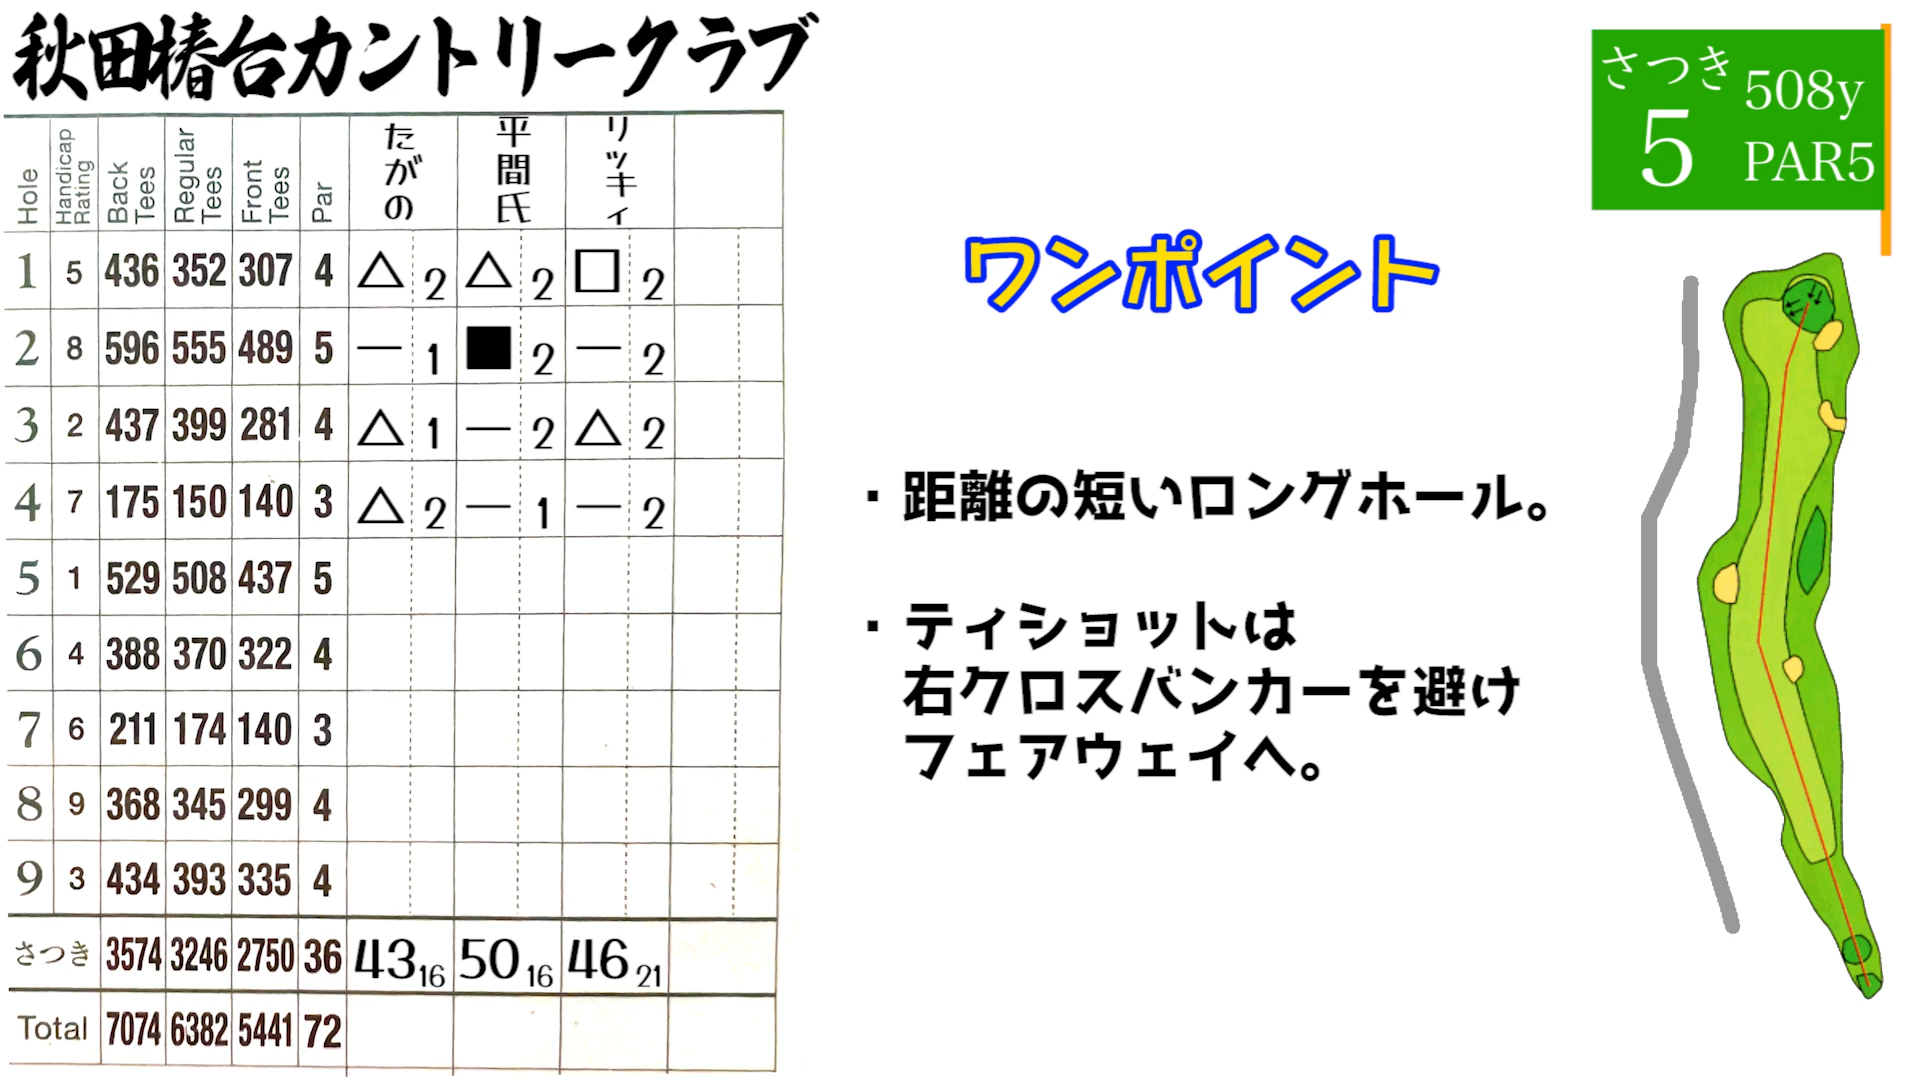 秋田椿台カントリークラブ
Hole Handicap Rating Back Tees Regular Tees Front Tees Par たがの 平間氏 リッキィ
1 5 436 352 307 4 △ 2 △ 2 □ 2
2 8 596 555 489 5 — 1 ■ 2 — 2
3 2 437 399 281 4 △ 1 — 2 △ 2
4 7 175 150 140 3 △ 2 — 1 — 2
5 1 529 508 437 5
6 4 388 370 322 4
7 6 211 174 140 3
8 9 368 345 299 4
9 3 434 393 335 4
さつき 3574 3246 2750 36 43 16 50 16 46 21
Total 7074 6382 5441 72
さつき 5 508y PAR5
ワンポイント
・距離の短いロングホール。
・ティショットは
右クロスバンカーを避け
フェアウェイへ。